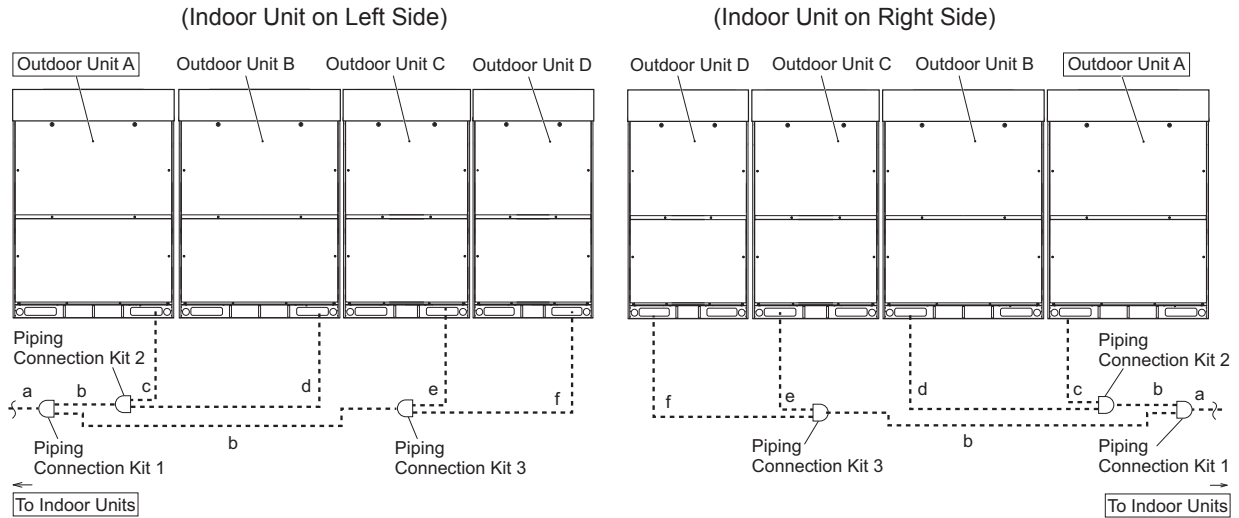 (Indoor Unit on Left Side)
Outdoor Unit A
Outdoor Unit B
Outdoor Unit C
Outdoor Unit D
Piping
Connection Kit 2
a
b
c
d
e
f
b
Piping
Connection Kit 1
Piping
Connection Kit 3
To Indoor Units
(Indoor Unit on Right Side)
Outdoor Unit D
Outdoor Unit C
Outdoor Unit B
Outdoor Unit A
Piping
Connection Kit 2
f
e
d
c
b
a
b
Piping
Connection Kit 3
Piping
Connection Kit 1
To Indoor Units